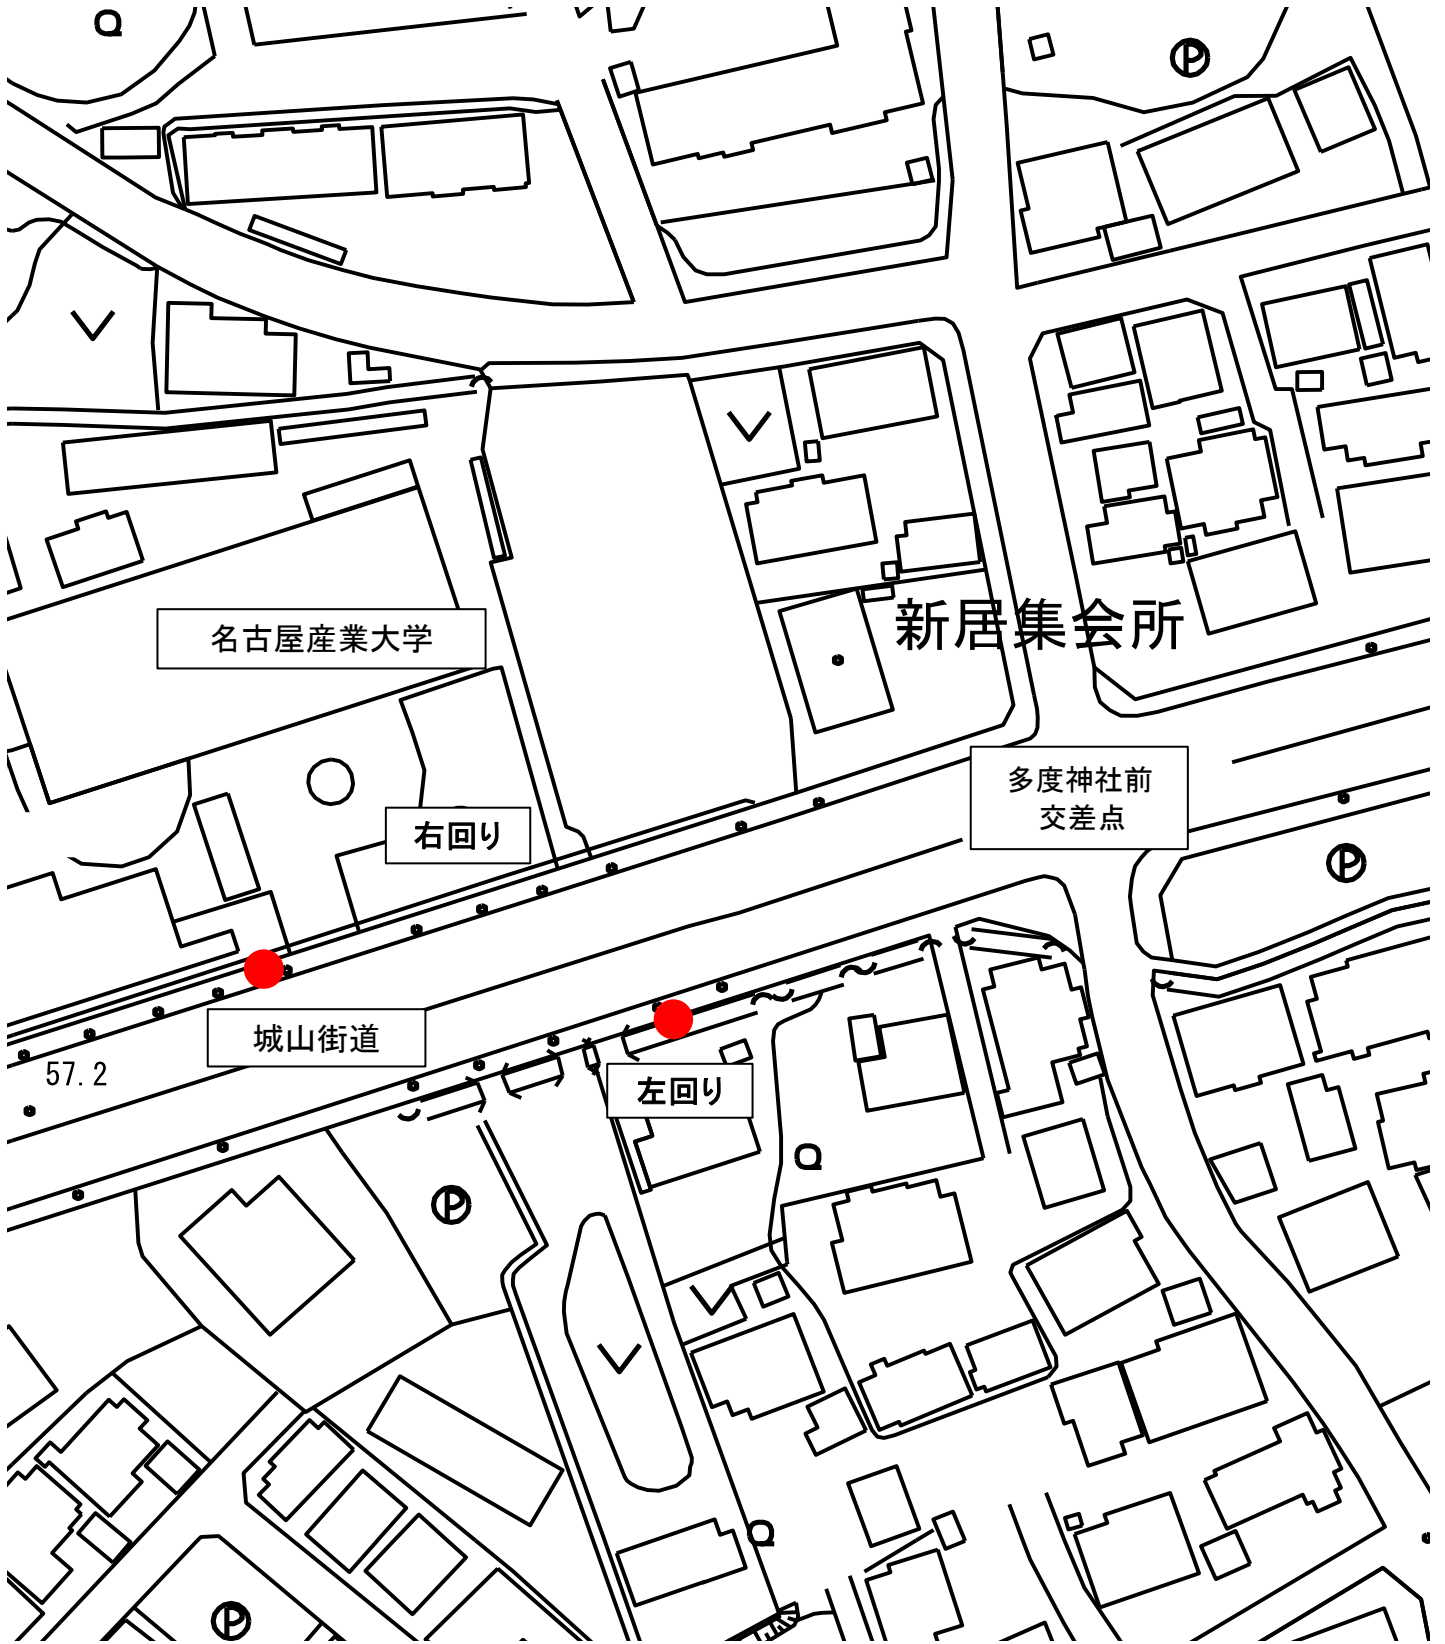 新居集会所
名古屋産業大学
多度神社前
交差点
右回り
城山街道
57.2
左回り